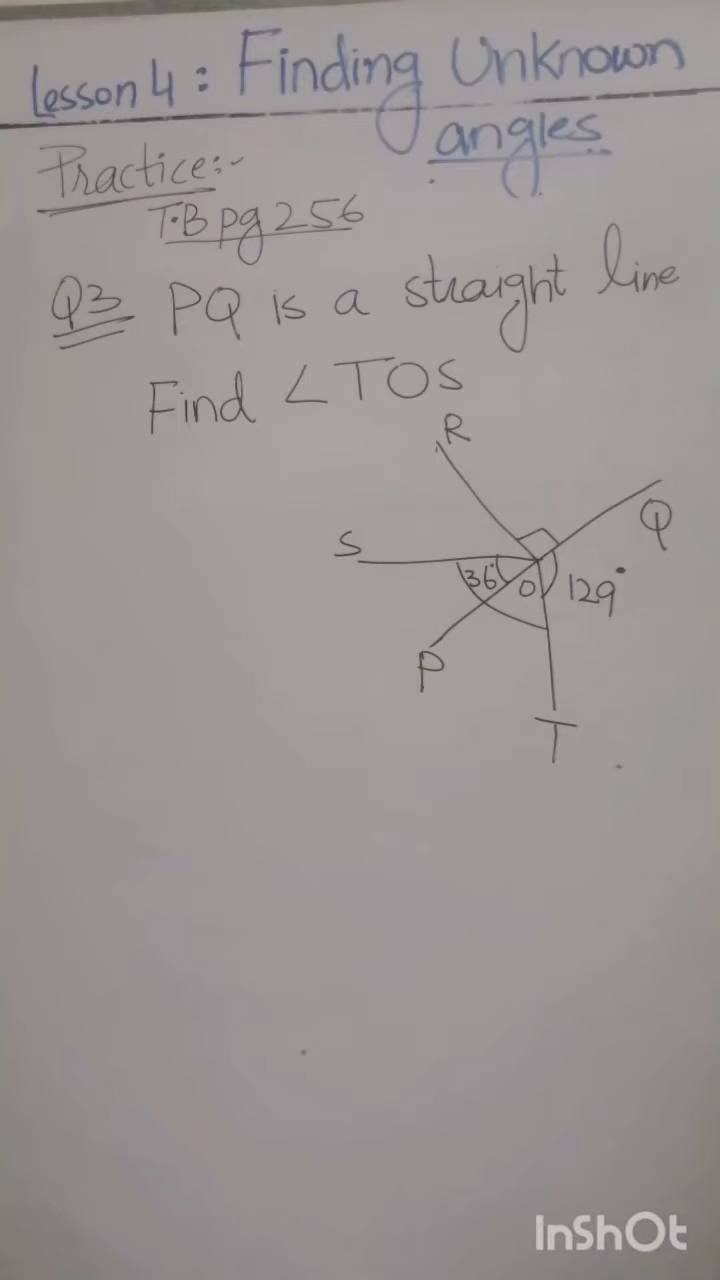 Lesson 4: Finding Unknown
angles
Practice:-
T.B pg 256
Q3 PQ is a straight line
Find ∠TOS
R
Q
S
36°
O
129°
P
T
InShOt